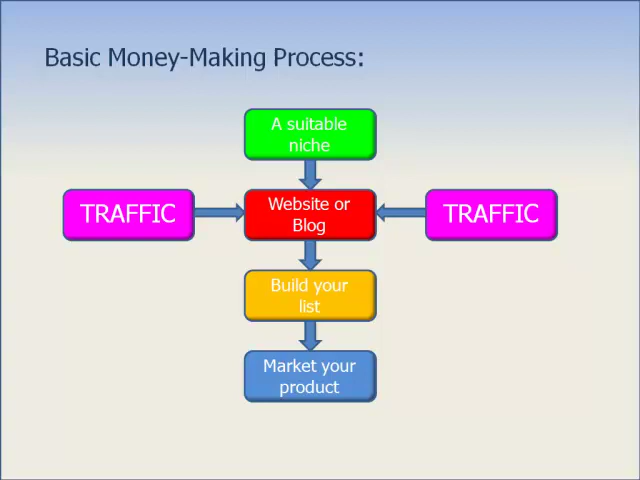 Basic Money-Making Process:
A suitable
niche
TRAFFIC
Website or
Blog
TRAFFIC
Build your
list
Market your
product